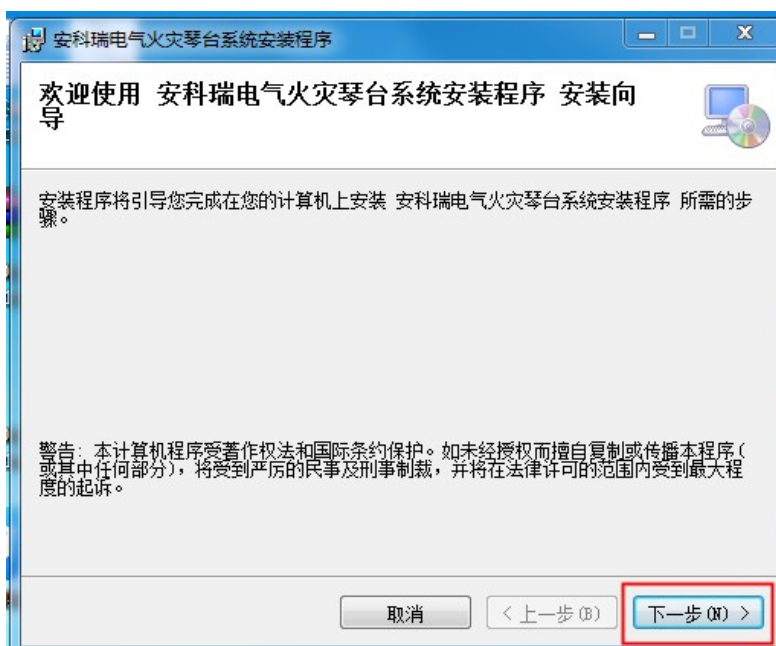 安科瑞电气火灾琴台系统安装程序
欢迎使用 安科瑞电气火灾琴台系统安装程序 安装向
导
安装程序将引导您完成在您的计算机上安装 安科瑞电气火灾琴台系统安装程序 所需的步
骤。
警告: 本计算机程序受著作权法和国际条约保护。如未经授权而擅自复制或传播本程序(
或其中任何部分),将受到严厉的民事及刑事制裁,并将在法律许可的范围内受到最大程
度的起诉。
取消 < 上一步(B) 下一步(N) >